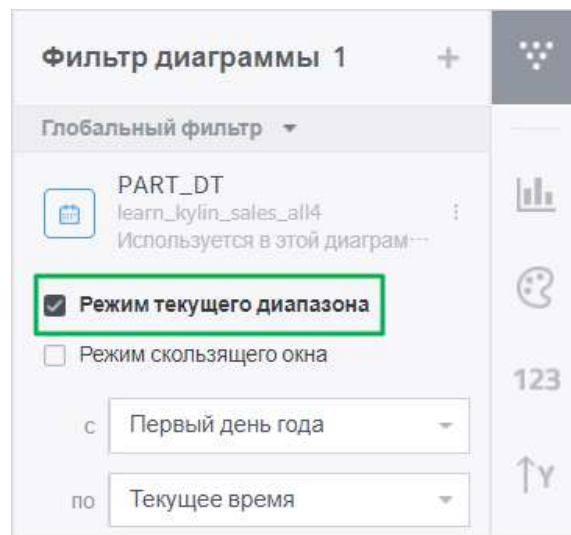 Фильтр диаграммы 1 +
Глобальный фильтр
PART_DT
learn_kylin_sales_all4
Используется в этой диаграм...
Режим текущего диапазона
Режим скользящего окна
123
с Первый день года
Y
по Текущее время